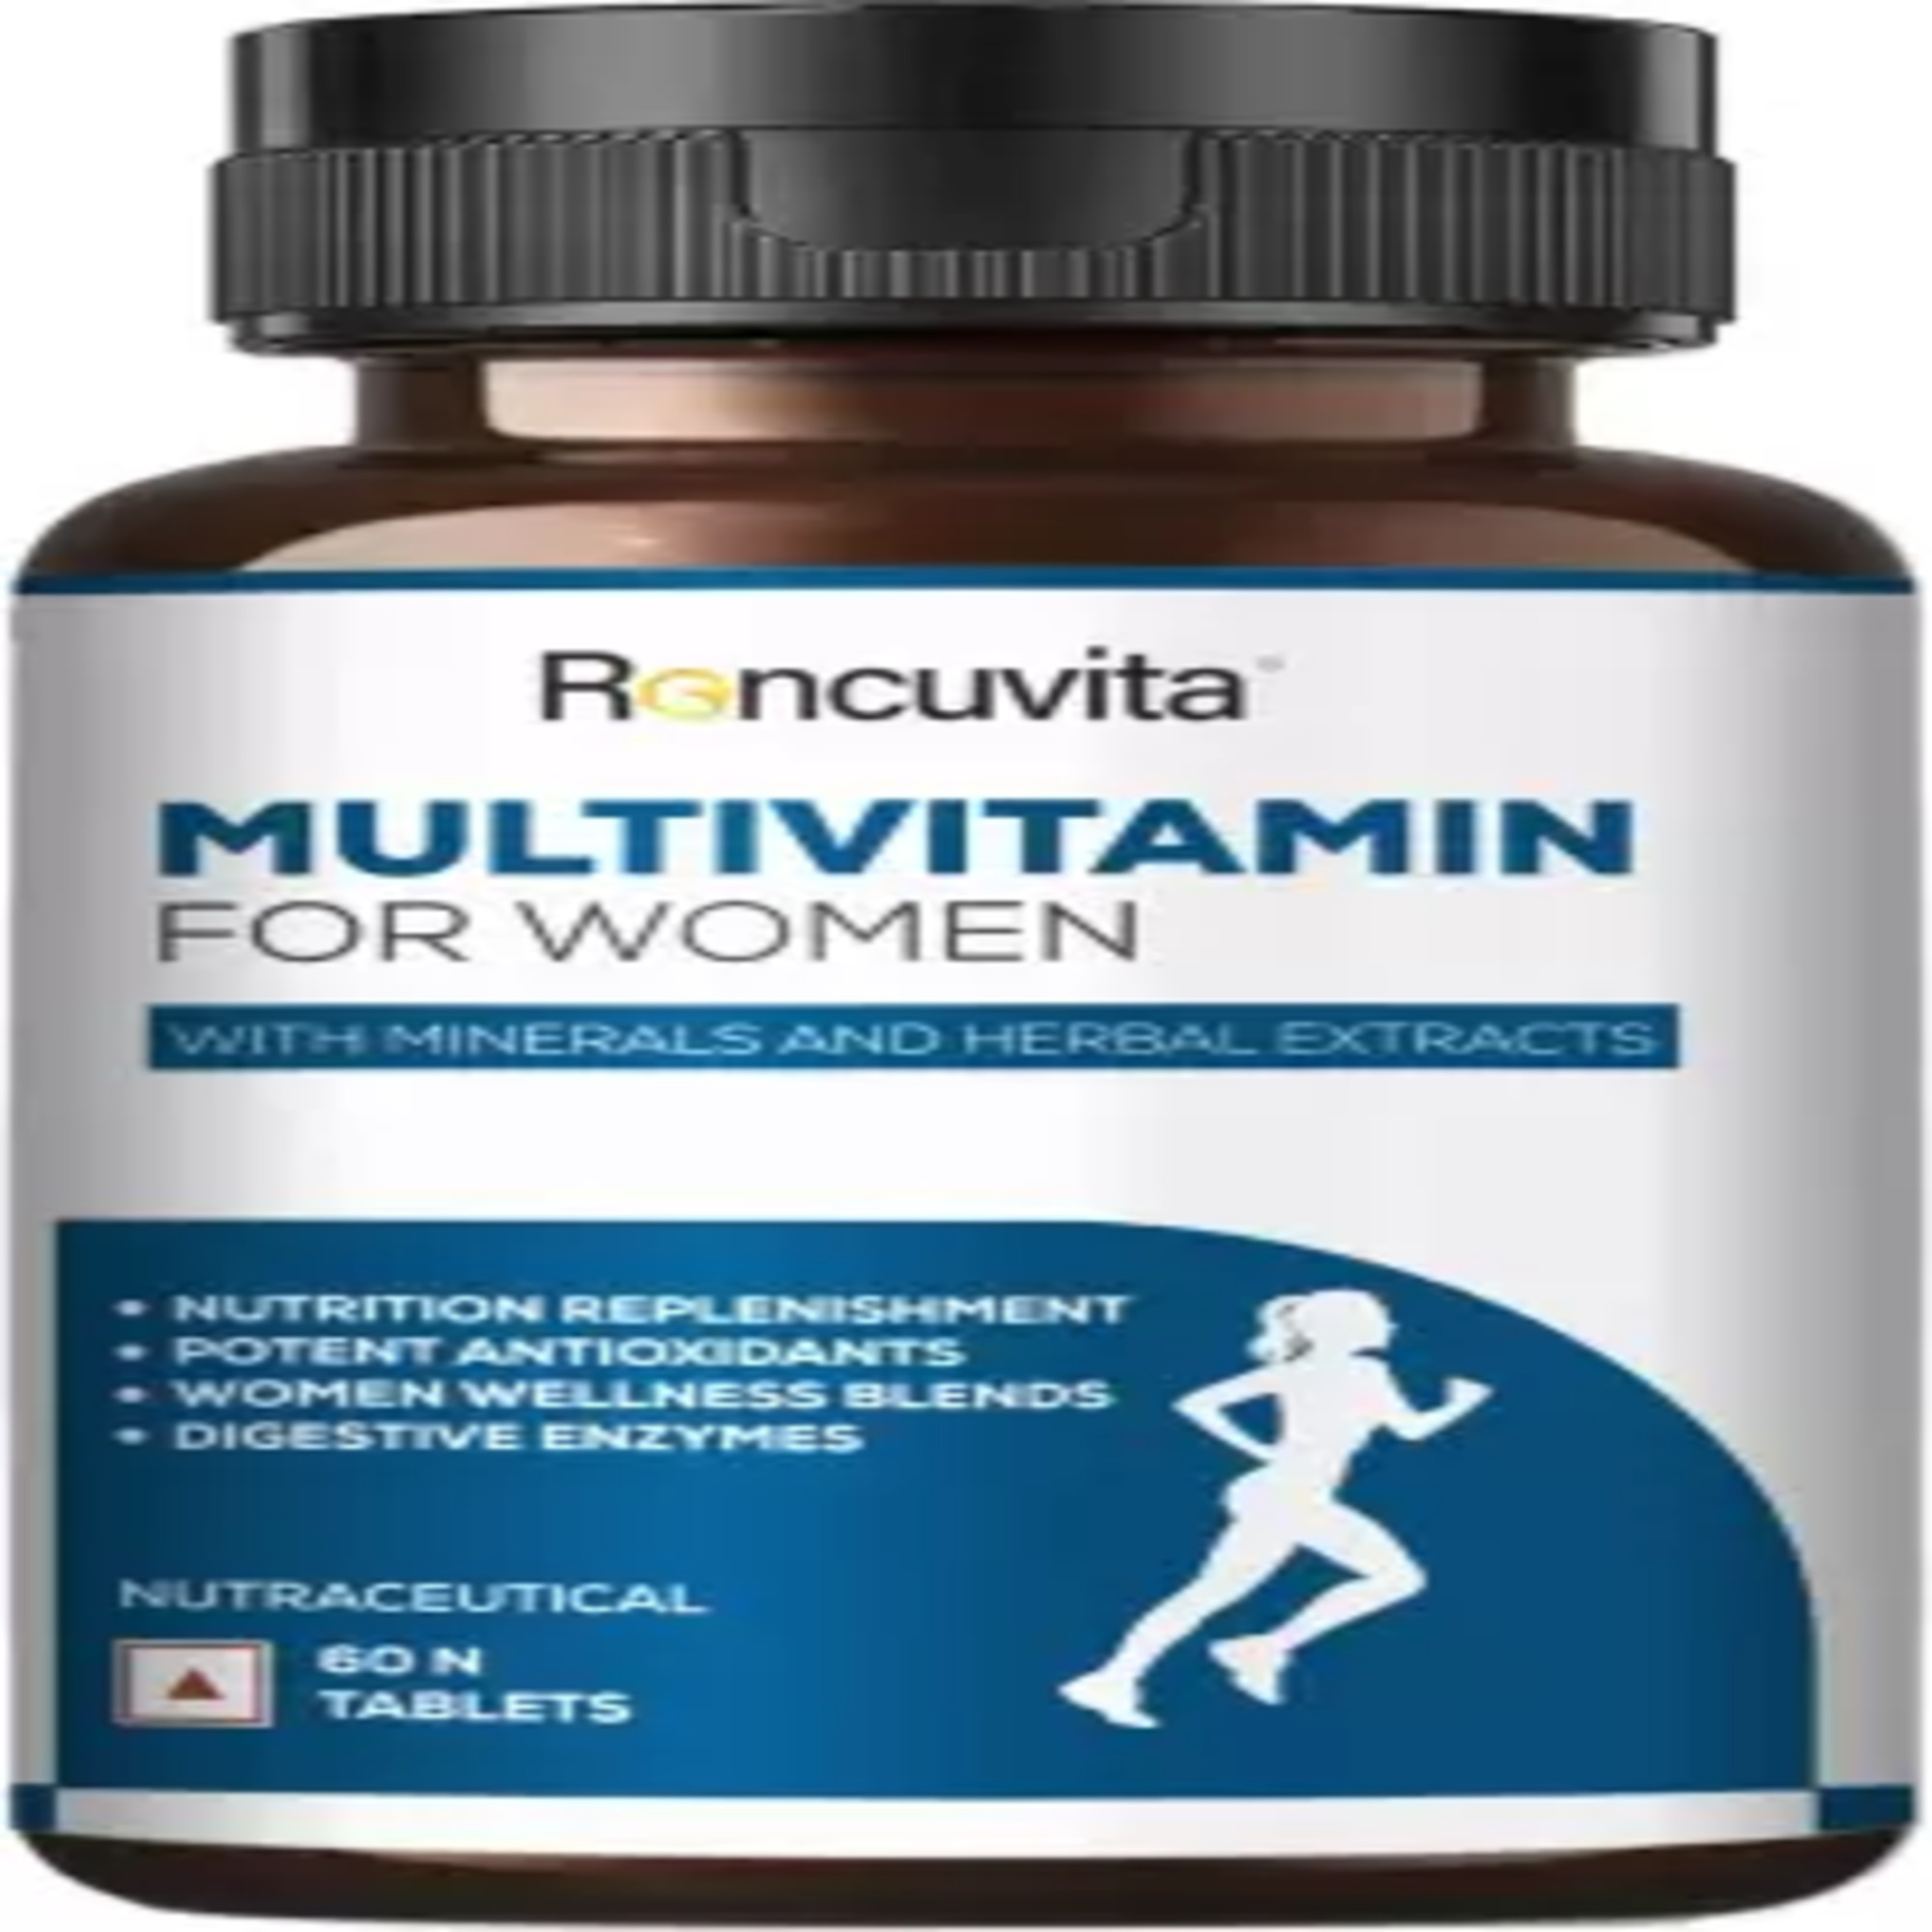 Roncuvita
MULTIVITAMIN
FOR WOMEN
WITH MINERALS AND HERBAL EXTRACTS
• NUTRITION REPLENISHMENT
• POTENT ANTIOXIDANTS
• WOMEN WELLNESS BLENDS
• DIGESTIVE ENZYMES
NUTRACEUTICAL
60 N
TABLETS